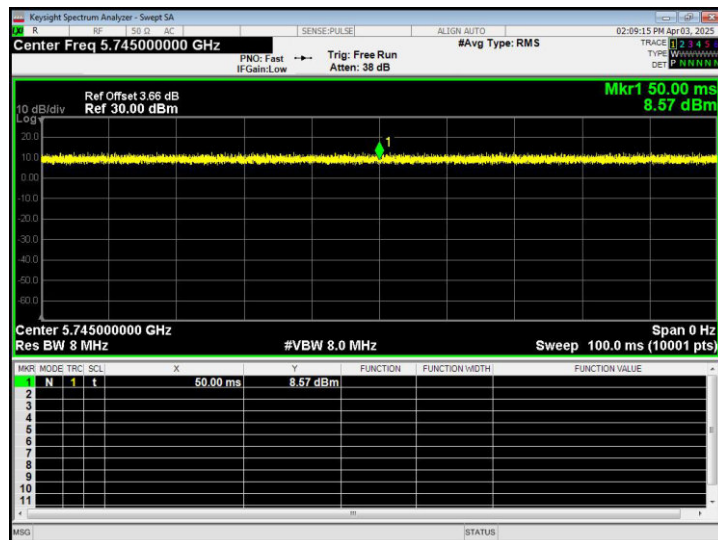 Keysight Spectrum Analyzer - Swept SA
R RF 50 Ω AC SENSE:PULSE ALIGN AUTO 02:09:15 PM Apr 03, 2025
Center Freq 5.745000000 GHz #Avg Type: RMS TRACE 1 2 3 4 5
PNO: Fast Trig: Free Run TYPE W
IFGain:Low Atten: 38 dB DET P N N N N N
Mkr1 50.00 ms
Ref Offset 3.66 dB
10 dB/div Ref 30.00 dBm 8.57 dBm
Log
20.0
1
10.0
0.00
-10.0
-20.0
-30.0
-40.0
-50.0
-60.0
Center 5.745000000 GHz Span 0 Hz
Res BW 8 MHz #VBW 8.0 MHz Sweep 100.0 ms (10001 pts)
MKR MODE TRC SCL X Y FUNCTION FUNCTION WIDTH FUNCTION VALUE
1 N 1 t 50.00 ms 8.57 dBm
2
3
4
5
6
7
8
9
10
11
MSG STATUS